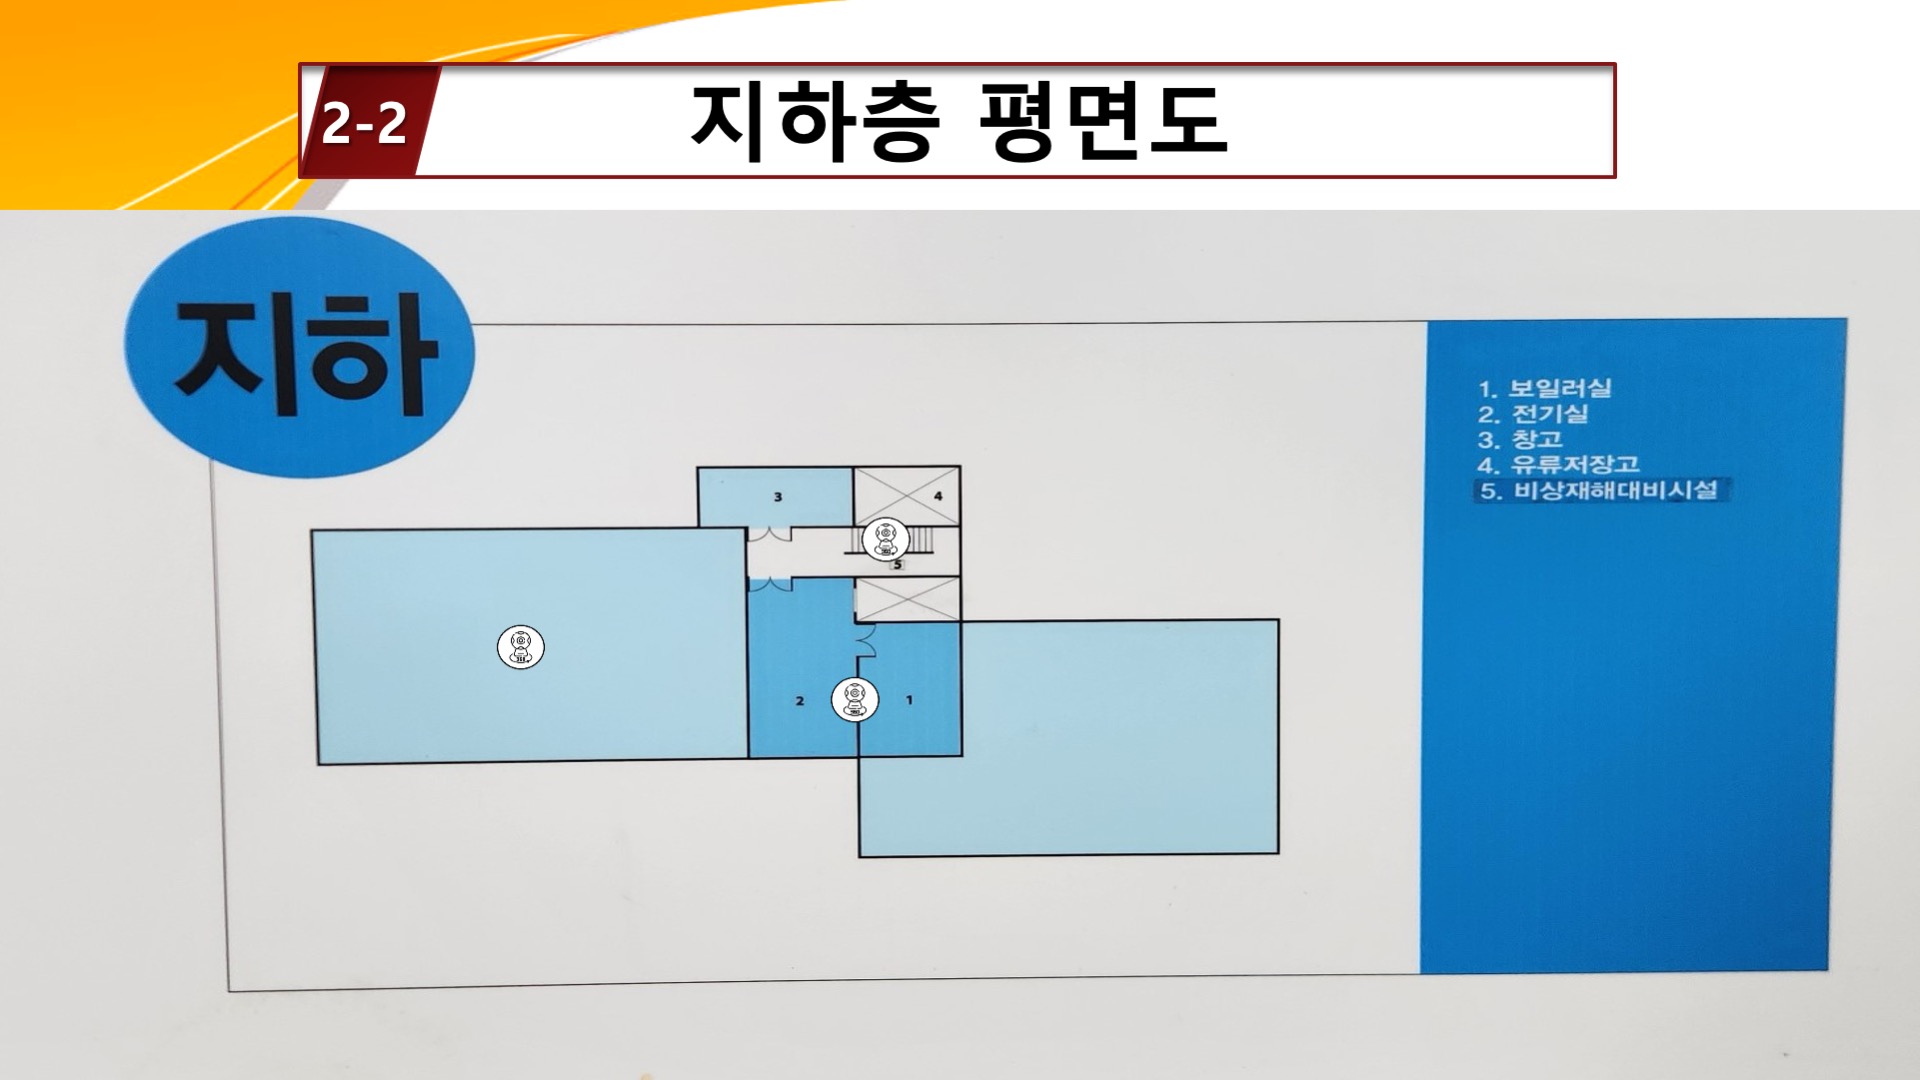 2-2
지하층 평면도
지하
1. 보일러실
2. 전기실
3. 창고
4. 유류저장고
5. 비상재해대비시설
3
4
5
2
1